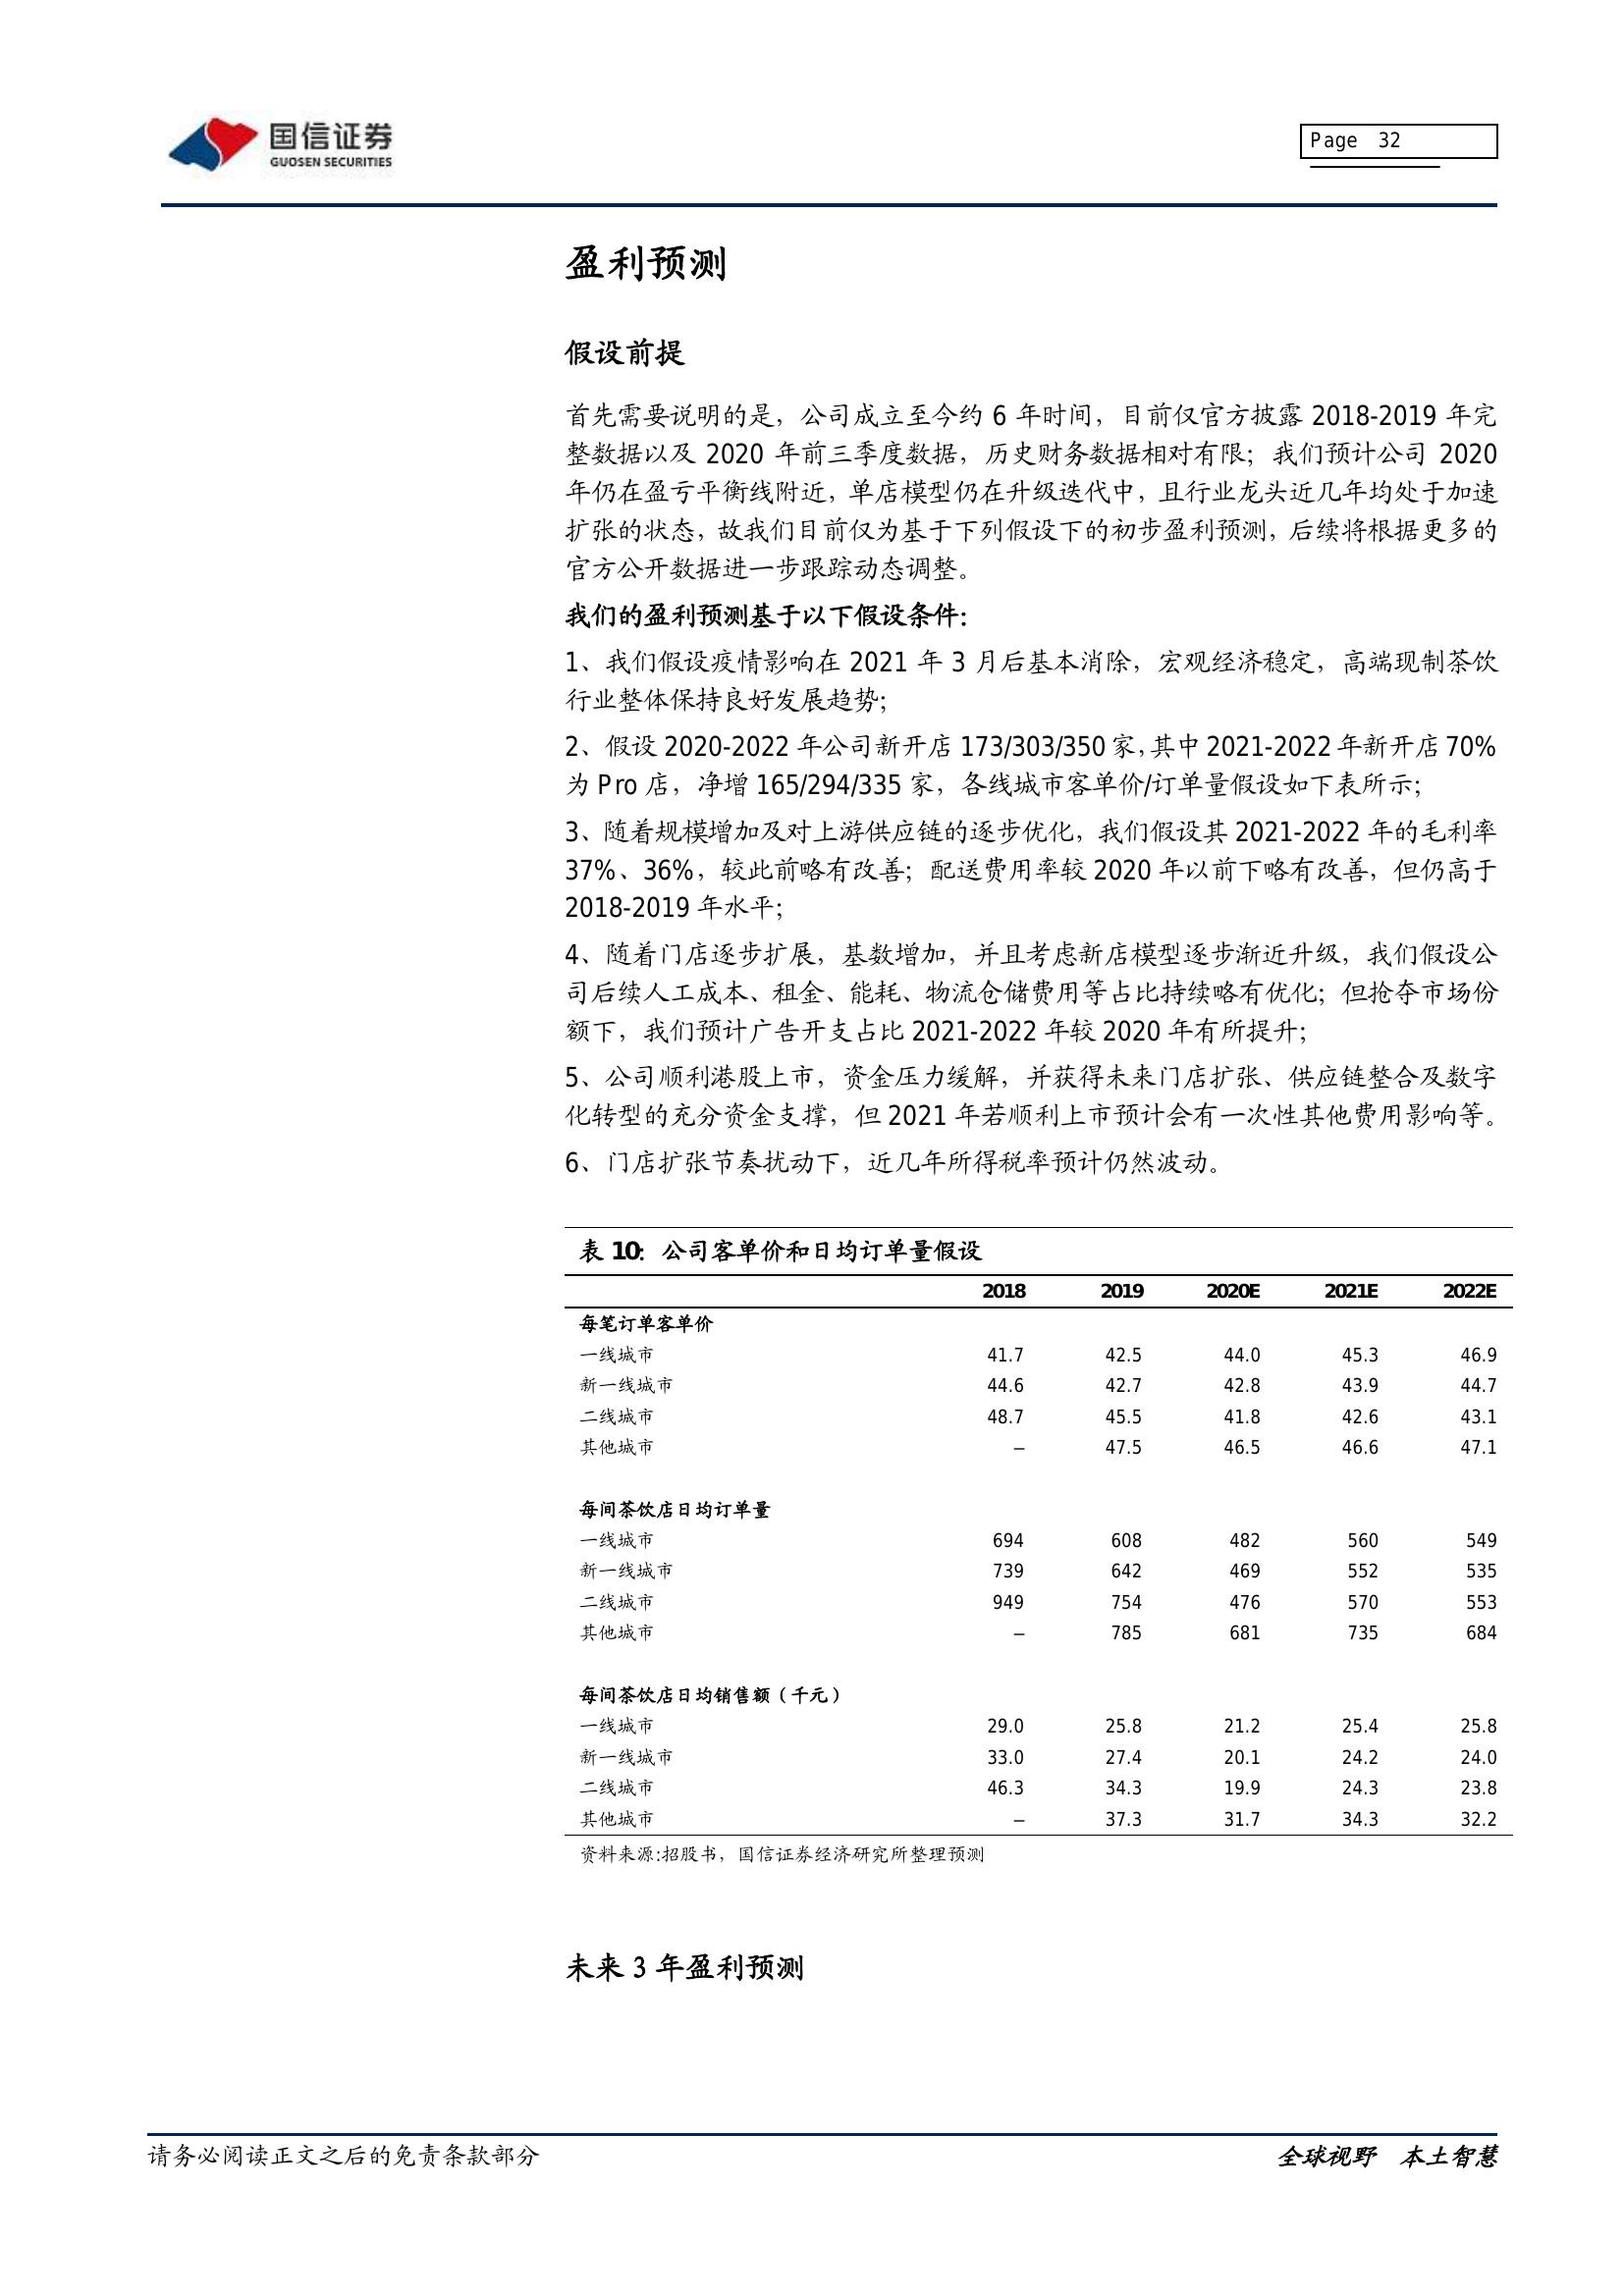 国信证券
GUOSEN SECURITIES
Page 32
盈利预测
假设前提
首先需要说明的是，公司成立至今约 6 年时间，目前仅官方披露 2018-2019 年完
整数据以及 2020 年前三季度数据，历史财务数据相对有限；我们预计公司 2020
年仍在盈亏平衡线附近，单店模型仍在升级迭代中，且行业龙头近几年均处于加速
扩张的状态，故我们目前仅为基于下列假设下的初步盈利预测，后续将根据更多的
官方公开数据进一步跟踪动态调整。
我们的盈利预测基于以下假设条件：
1、我们假设疫情影响在 2021 年 3 月后基本消除，宏观经济稳定，高端现制茶饮
行业整体保持良好发展趋势；
2、假设 2020-2022 年公司新开店 173/303/350 家，其中 2021-2022 年新开店 70%
为 Pro 店，净增 165/294/335 家，各线城市客单价/订单量假设如下表所示；
3、随着规模增加及对上游供应链的逐步优化，我们假设其 2021-2022 年的毛利率
37%、36%，较此前略有改善；配送费用率较 2020 年以前下略有改善，但仍高于
2018-2019 年水平；
4、随着门店逐步扩展，基数增加，并且考虑新店模型逐步渐近升级，我们假设公
司后续人工成本、租金、能耗、物流仓储费用等占比持续略有优化；但抢夺市场份
额下，我们预计广告开支占比 2021-2022 年较 2020 年有所提升；
5、公司顺利港股上市，资金压力缓解，并获得未来门店扩张、供应链整合及数字
化转型的充分资金支撑，但 2021 年若顺利上市预计会有一次性其他费用影响等。
6、门店扩张节奏扰动下，近几年所得税率预计仍然波动。
表 10：公司客单价和日均订单量假设
2018 2019 2020E 2021E 2022E
每笔订单客单价
一线城市 41.7 42.5 44.0 45.3 46.9
新一线城市 44.6 42.7 42.8 43.9 44.7
二线城市 48.7 45.5 41.8 42.6 43.1
其他城市 – 47.5 46.5 46.6 47.1
每间茶饮店日均订单量
一线城市 694 608 482 560 549
新一线城市 739 642 469 552 535
二线城市 949 754 476 570 553
其他城市 – 785 681 735 684
每间茶饮店日均销售额（千元）
一线城市 29.0 25.8 21.2 25.4 25.8
新一线城市 33.0 27.4 20.1 24.2 24.0
二线城市 46.3 34.3 19.9 24.3 23.8
其他城市 – 37.3 31.7 34.3 32.2
资料来源:招股书，国信证券经济研究所整理预测
未来 3 年盈利预测
请务必阅读正文之后的免责条款部分
全球视野 本土智慧